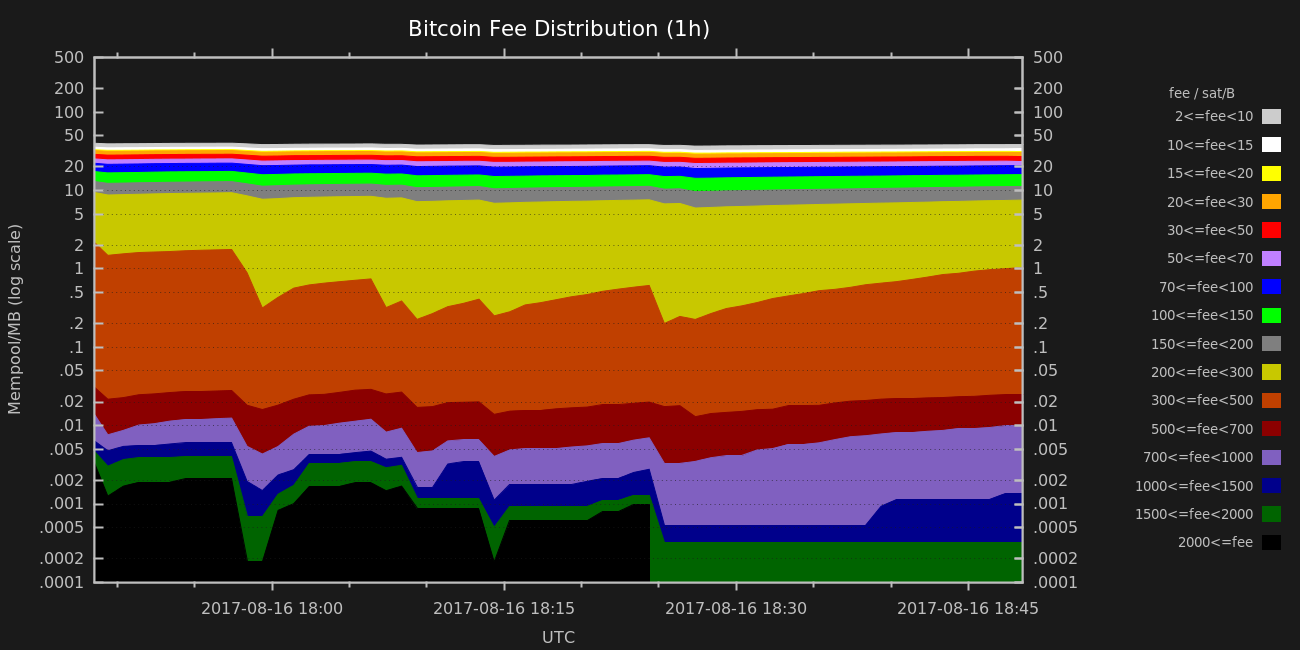 Bitcoin Fee Distribution (1h)
500
200
100
50
20
10
5
2
1
.5
.2
.1
.05
.02
.01
.005
.002
.001
.0005
.0002
.0001
Mempool/MB (log scale)
500
200
100
50
20
10
5
2
1
.5
.2
.1
.05
.02
.01
.005
.002
.001
.0005
.0002
.0001
2017-08-16 18:00
2017-08-16 18:15
2017-08-16 18:30
2017-08-16 18:45
UTC
fee / sat/B
2<=fee<10
10<=fee<15
15<=fee<20
20<=fee<30
30<=fee<50
50<=fee<70
70<=fee<100
100<=fee<150
150<=fee<200
200<=fee<300
300<=fee<500
500<=fee<700
700<=fee<1000
1000<=fee<1500
1500<=fee<2000
2000<=fee